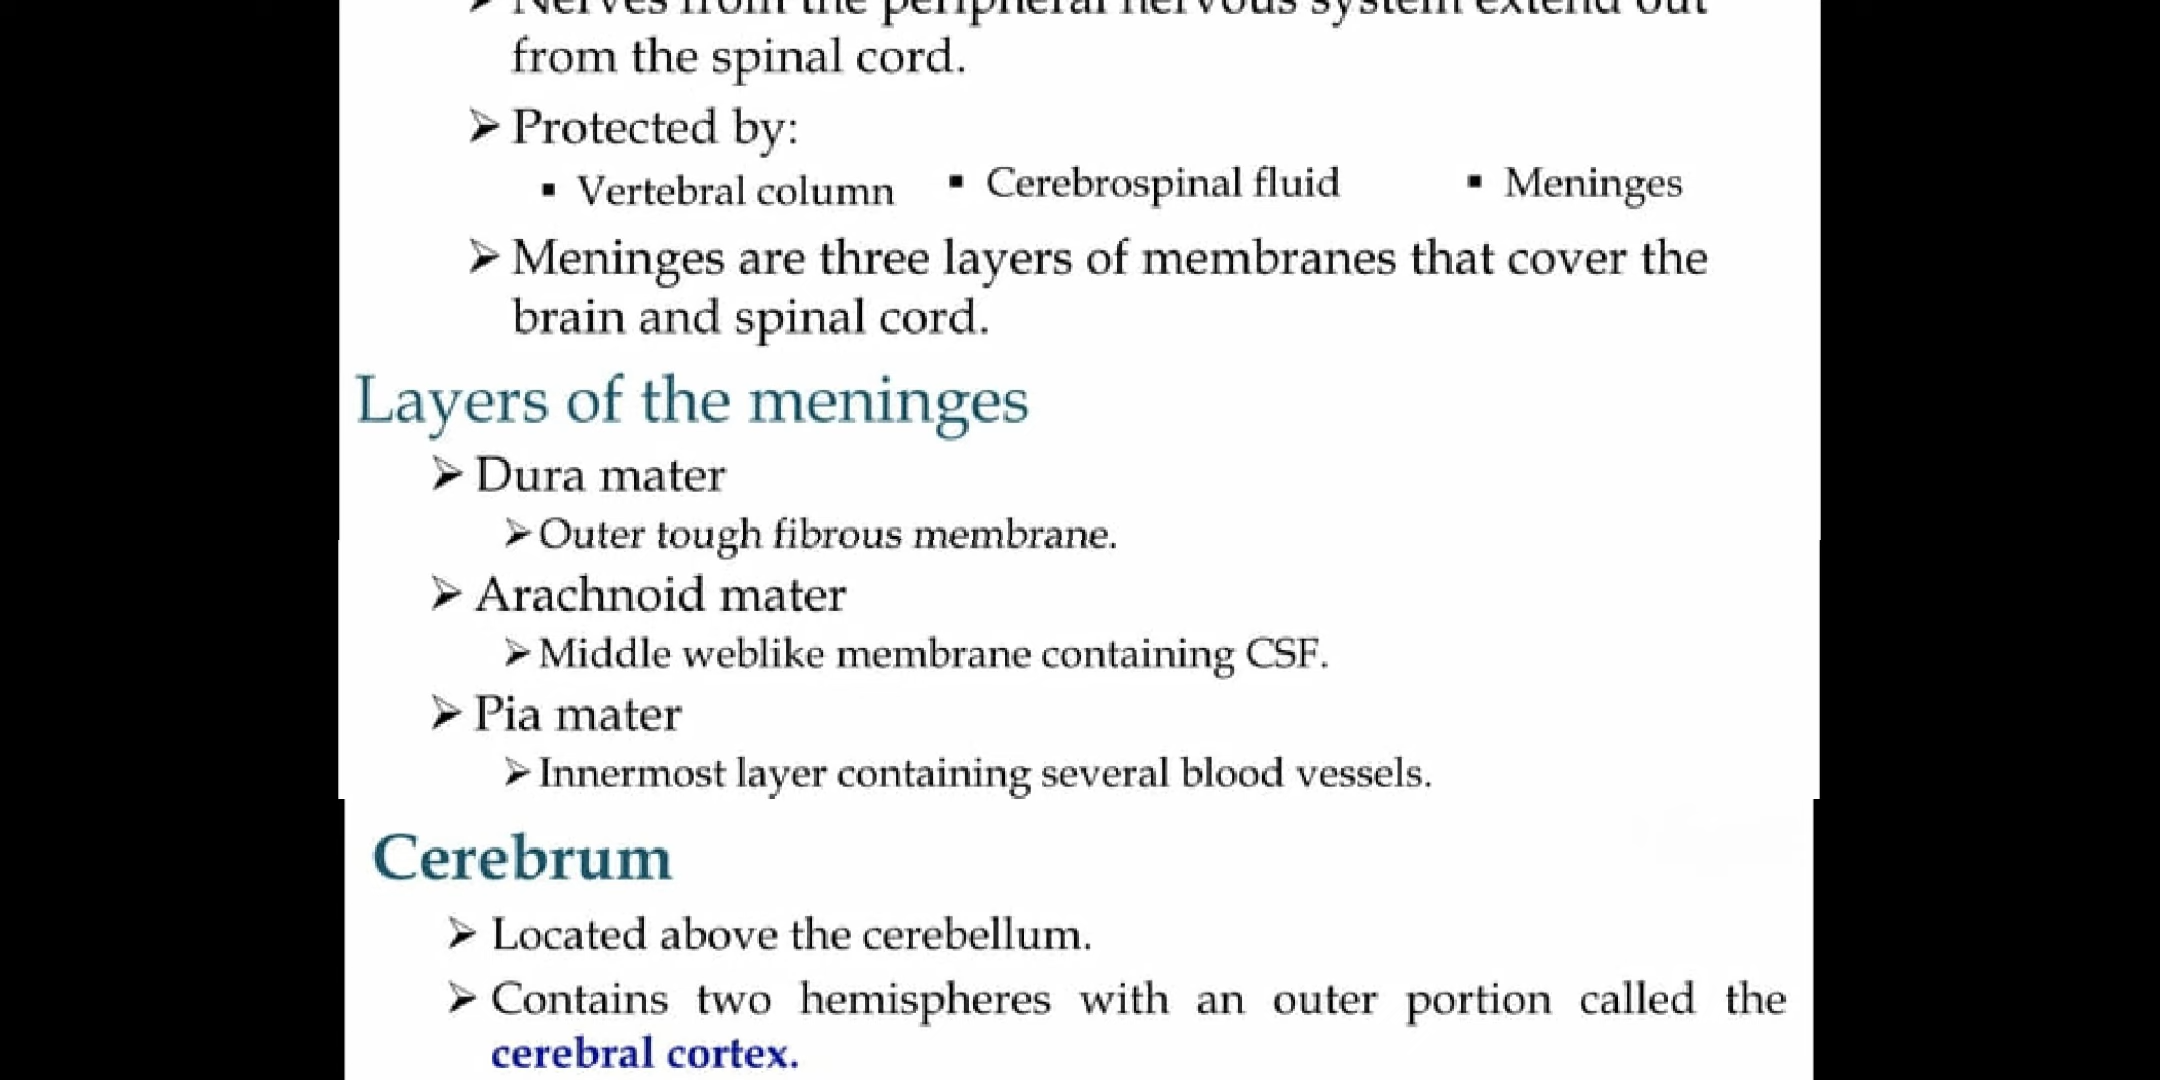 Nerves from the peripheral nervous system extend out
from the spinal cord.
➢ Protected by:
▪ Vertebral column ▪ Cerebrospinal fluid ▪ Meninges
➢ Meninges are three layers of membranes that cover the
brain and spinal cord.
Layers of the meninges
➢ Dura mater
➢ Outer tough fibrous membrane.
➢ Arachnoid mater
➢ Middle weblike membrane containing CSF.
➢ Pia mater
➢ Innermost layer containing several blood vessels.
Cerebrum
➢ Located above the cerebellum.
➢ Contains two hemispheres with an outer portion called the
cerebral cortex.